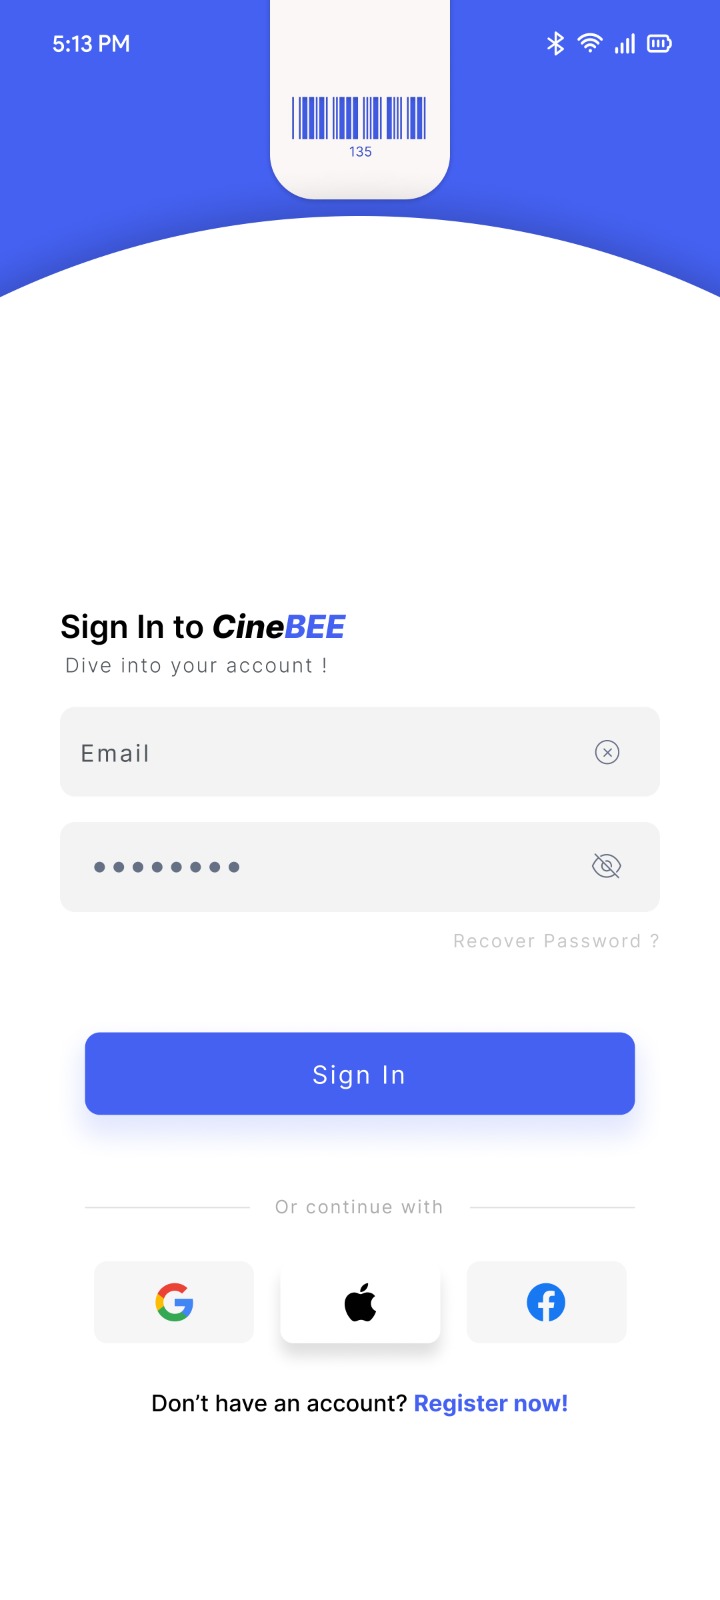 5:13 PM
135
Sign In to CineBEE
Dive into your account !
Email
Recover Password ?
Sign In
Or continue with
Don’t have an account? Register now!